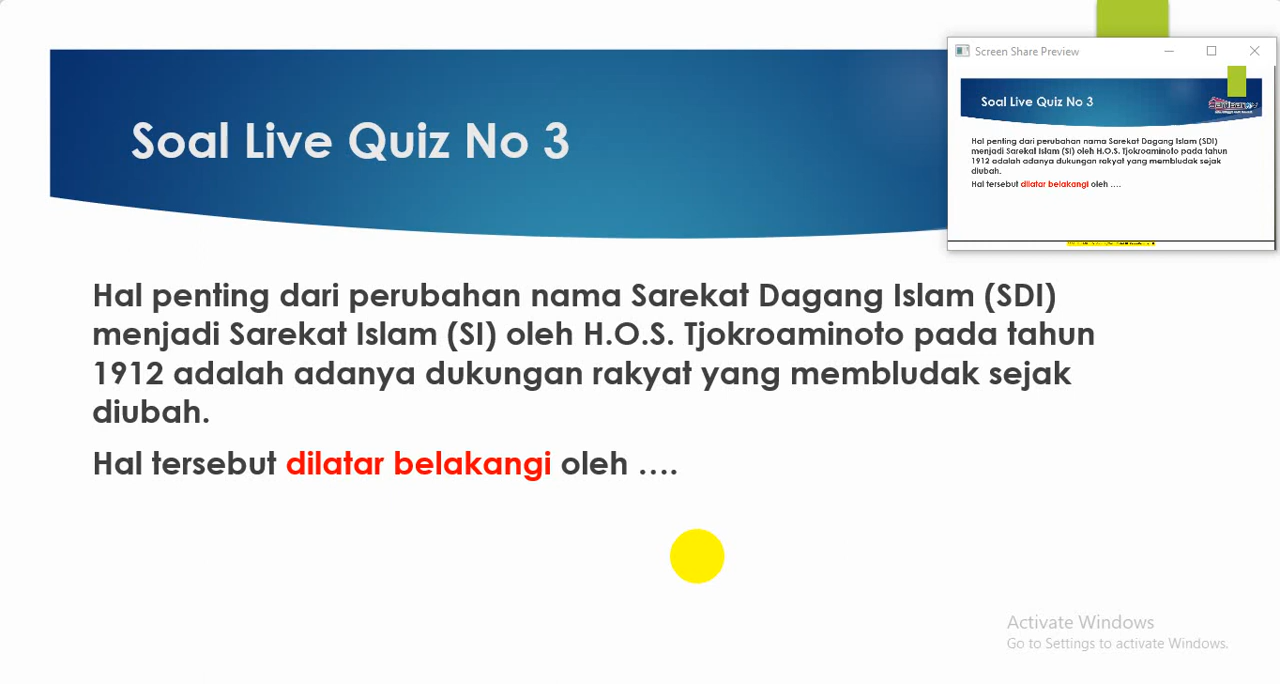 Soal Live Quiz No 3
Hal penting dari perubahan nama Sarekat Dagang Islam (SDI)
menjadi Sarekat Islam (SI) oleh H.O.S. Tjokroaminoto pada tahun
1912 adalah adanya dukungan rakyat yang membludak sejak
diubah.
Hal tersebut dilatar belakangi oleh ....
Screen Share Preview
Soal Live Quiz No 3
Hal penting dari perubahan nama Sarekat Dagang Islam (SDI)
menjadi Sarekat Islam (SI) oleh H.O.S. Tjokroaminoto pada tahun
1912 adalah adanya dukungan rakyat yang membludak sejak
diubah.
Hal tersebut dilatar belakangi oleh ....
Activate Windows
Go to Settings to activate Windows.